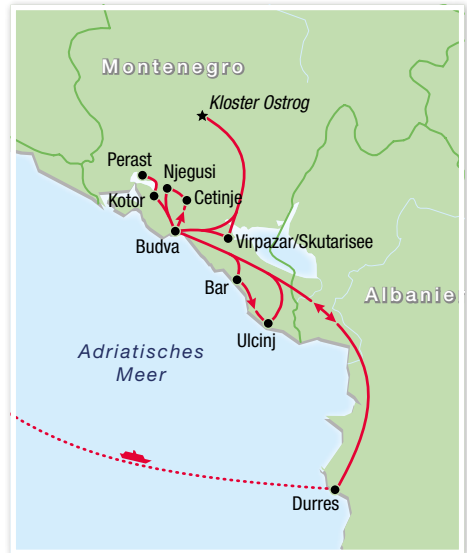 Montenegro
Kloster Ostrog
Perast
Njegusi
Kotor
Cetinje
Budva
Virpazar/Skutarisee
Bar
Albanie
Ulcinj
Adriatisches
Meer
Durres